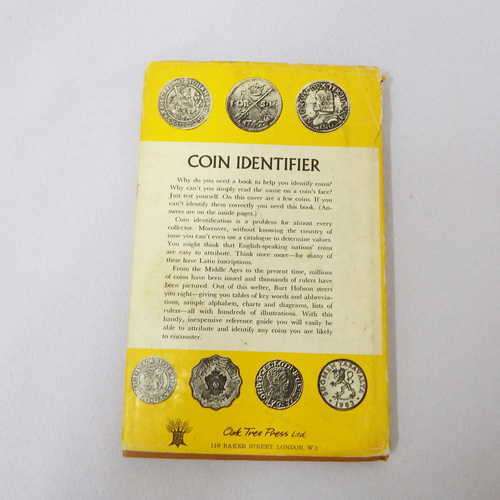 COIN IDENTIFIER
Why do you need a book to help you identify coins?
Why can't you simply read the name on a coin's face?
Just test yourself. On this cover are a few coins. If you
can't identify them correctly you need this book. (An-
swers are on the inside pages.)
Coin identification is a problem for almost every
collector. Moreover, without knowing the country of
issue you can't even use a catalogue to determine values.
You might think that English-speaking nations' coins
are easy to attribute. Think once more—for many of
these have Latin inscriptions.
From the Middle Ages to the present time, millions
of coins have been issued and thousands of rulers have
been pictured. Out of this welter, Burt Hobson steers
you right—giving you tables of key words and abbrevia-
tions, sample alphabets, charts and diagrams, lists of
rulers—all with hundreds of illustrations. With this
handy, inexpensive reference guide you will easily be
able to attribute and identify any coins you are likely
to encounter.
Oak Tree Press Ltd.
116 BAKER STREET, LONDON, W.1